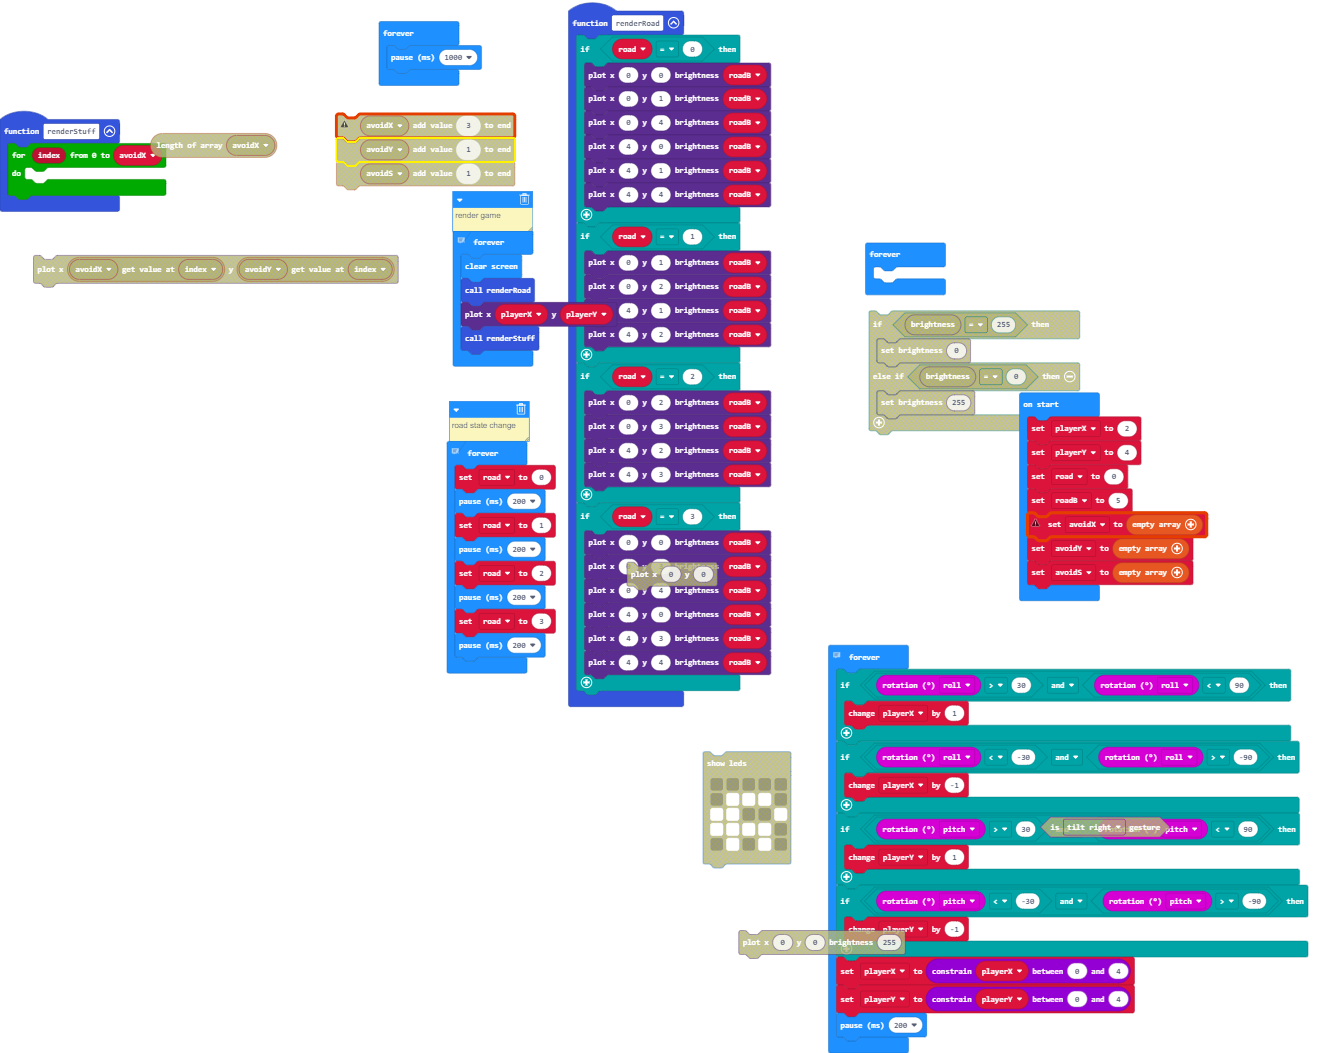 forever
pause (ms) 1000
function renderStuff
for index from 0 to avoidX
do
length of array avoidX
avoidX add value 3 to end
avoidY add value 1 to end
avoidS add value 1 to end
plot x avoidX get value at index y avoidY get value at index
render game
forever
clear screen
call renderRoad
plot x playerX y playerY
call renderStuff
road state change
forever
set road to 0
pause (ms) 200
set road to 1
pause (ms) 200
set road to 2
pause (ms) 200
set road to 3
pause (ms) 200
function renderRoad
if road = 0 then
plot x 0 y 0 brightness roadB
plot x 0 y 1 brightness roadB
plot x 0 y 4 brightness roadB
plot x 4 y 0 brightness roadB
plot x 4 y 1 brightness roadB
plot x 4 y 4 brightness roadB
if road = 1 then
plot x 0 y 1 brightness roadB
plot x 0 y 2 brightness roadB
4 y 1 brightness roadB
plot x 4 y 2 brightness roadB
if road = 2 then
plot x 0 y 2 brightness roadB
plot x 0 y 3 brightness roadB
plot x 4 y 2 brightness roadB
plot x 4 y 3 brightness roadB
if road = 3 then
plot x 0 y 0 brightness roadB
plot x roadB
plot x 0 y 0
plot x 0 y 4 brightness roadB
plot x 4 y 0 brightness roadB
plot x 4 y 3 brightness roadB
plot x 4 y 4 brightness roadB
forever
if brightness = 255 then
set brightness 0
else if brightness = 0 then
set brightness 255
on start
set playerX to 2
set playerY to 4
set road to 0
set roadB to 5
set avoidX to empty array
set avoidY to empty array
set avoidS to empty array
show leds
forever
if rotation (°) roll > 30 and rotation (°) roll < 90 then
change playerX by 1
if rotation (°) roll < -30 and rotation (°) roll > -90 then
change playerX by -1
if rotation (°) pitch > 30 pitch < 90 then
is tilt right gesture
change playerY by 1
if rotation (°) pitch < -30 and rotation (°) pitch > -90 then
change playerY by -1
plot x 0 y 0 brightness 255
set playerX to constrain playerX between 0 and 4
set playerY to constrain playerY between 0 and 4
pause (ms) 200